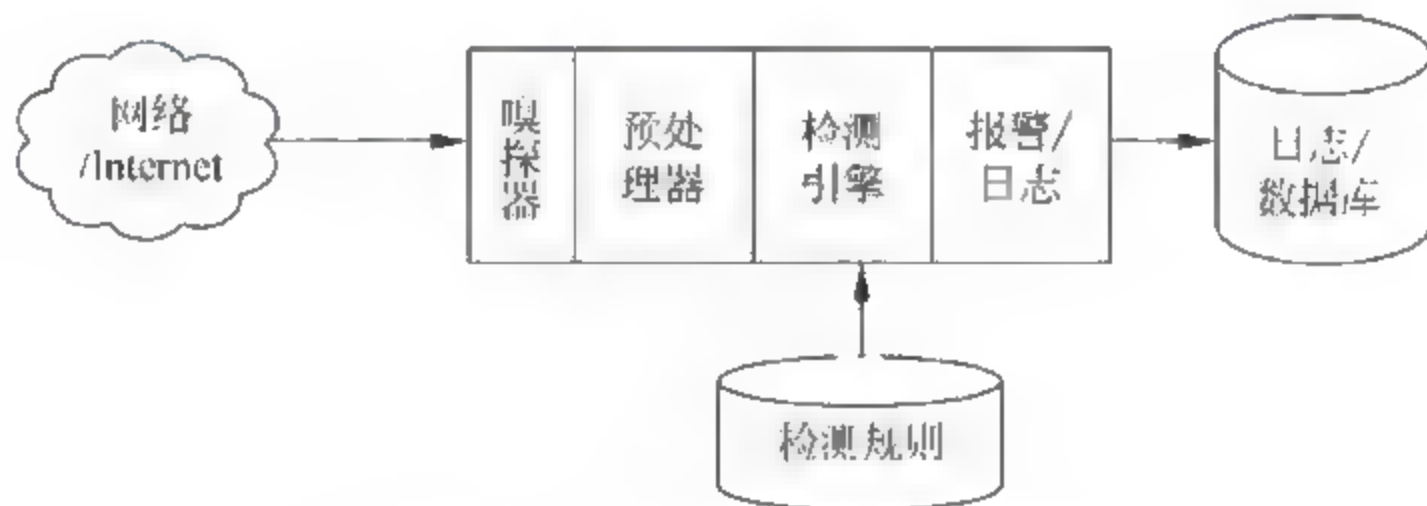 网络
/Internet
嗅
探
器
预处
理器
检测
引擎
报警/
日志
日志/
数据库
检测规则